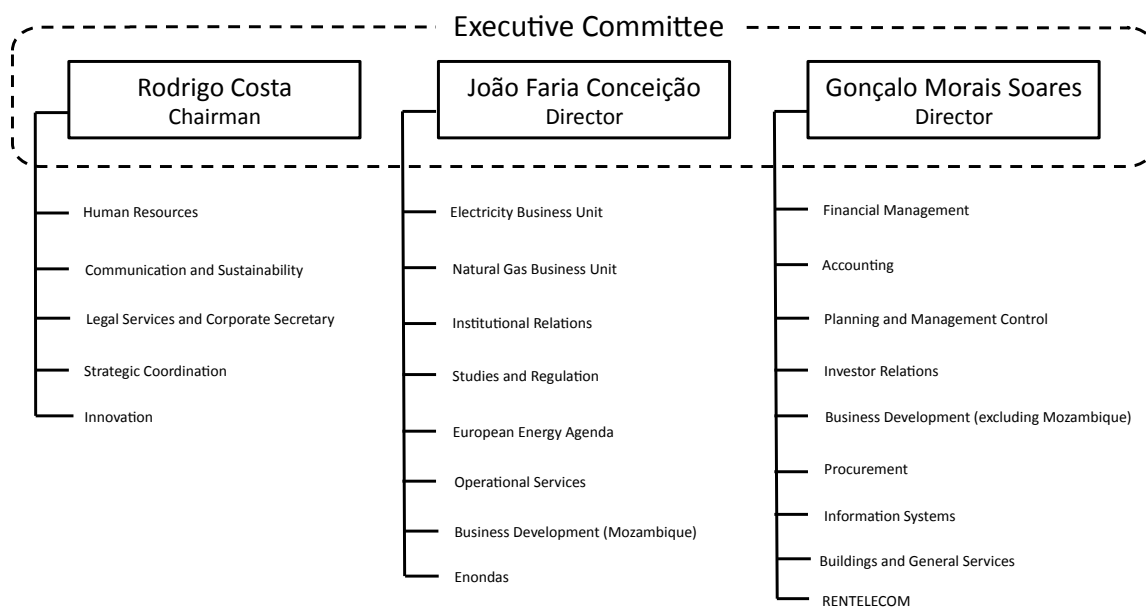 Executive Committee
Rodrigo Costa
Chairman
Human Resources
Communication and Sustainability
Legal Services and Corporate Secretary
Strategic Coordination
Innovation
João Faria Conceição
Director
Electricity Business Unit
Natural Gas Business Unit
Institutional Relations
Studies and Regulation
European Energy Agenda
Operational Services
Business Development (Mozambique)
Enondas
Gonçalo Morais Soares
Director
Financial Management
Accounting
Planning and Management Control
Investor Relations
Business Development (excluding Mozambique)
Procurement
Information Systems
Buildings and General Services
RENTELECOM